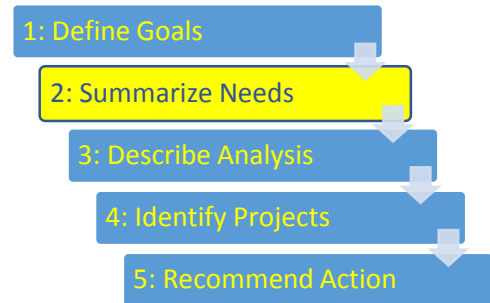 1: Define Goals
2: Summarize Needs
3: Describe Analysis
4: Identify Projects
5: Recommend Action